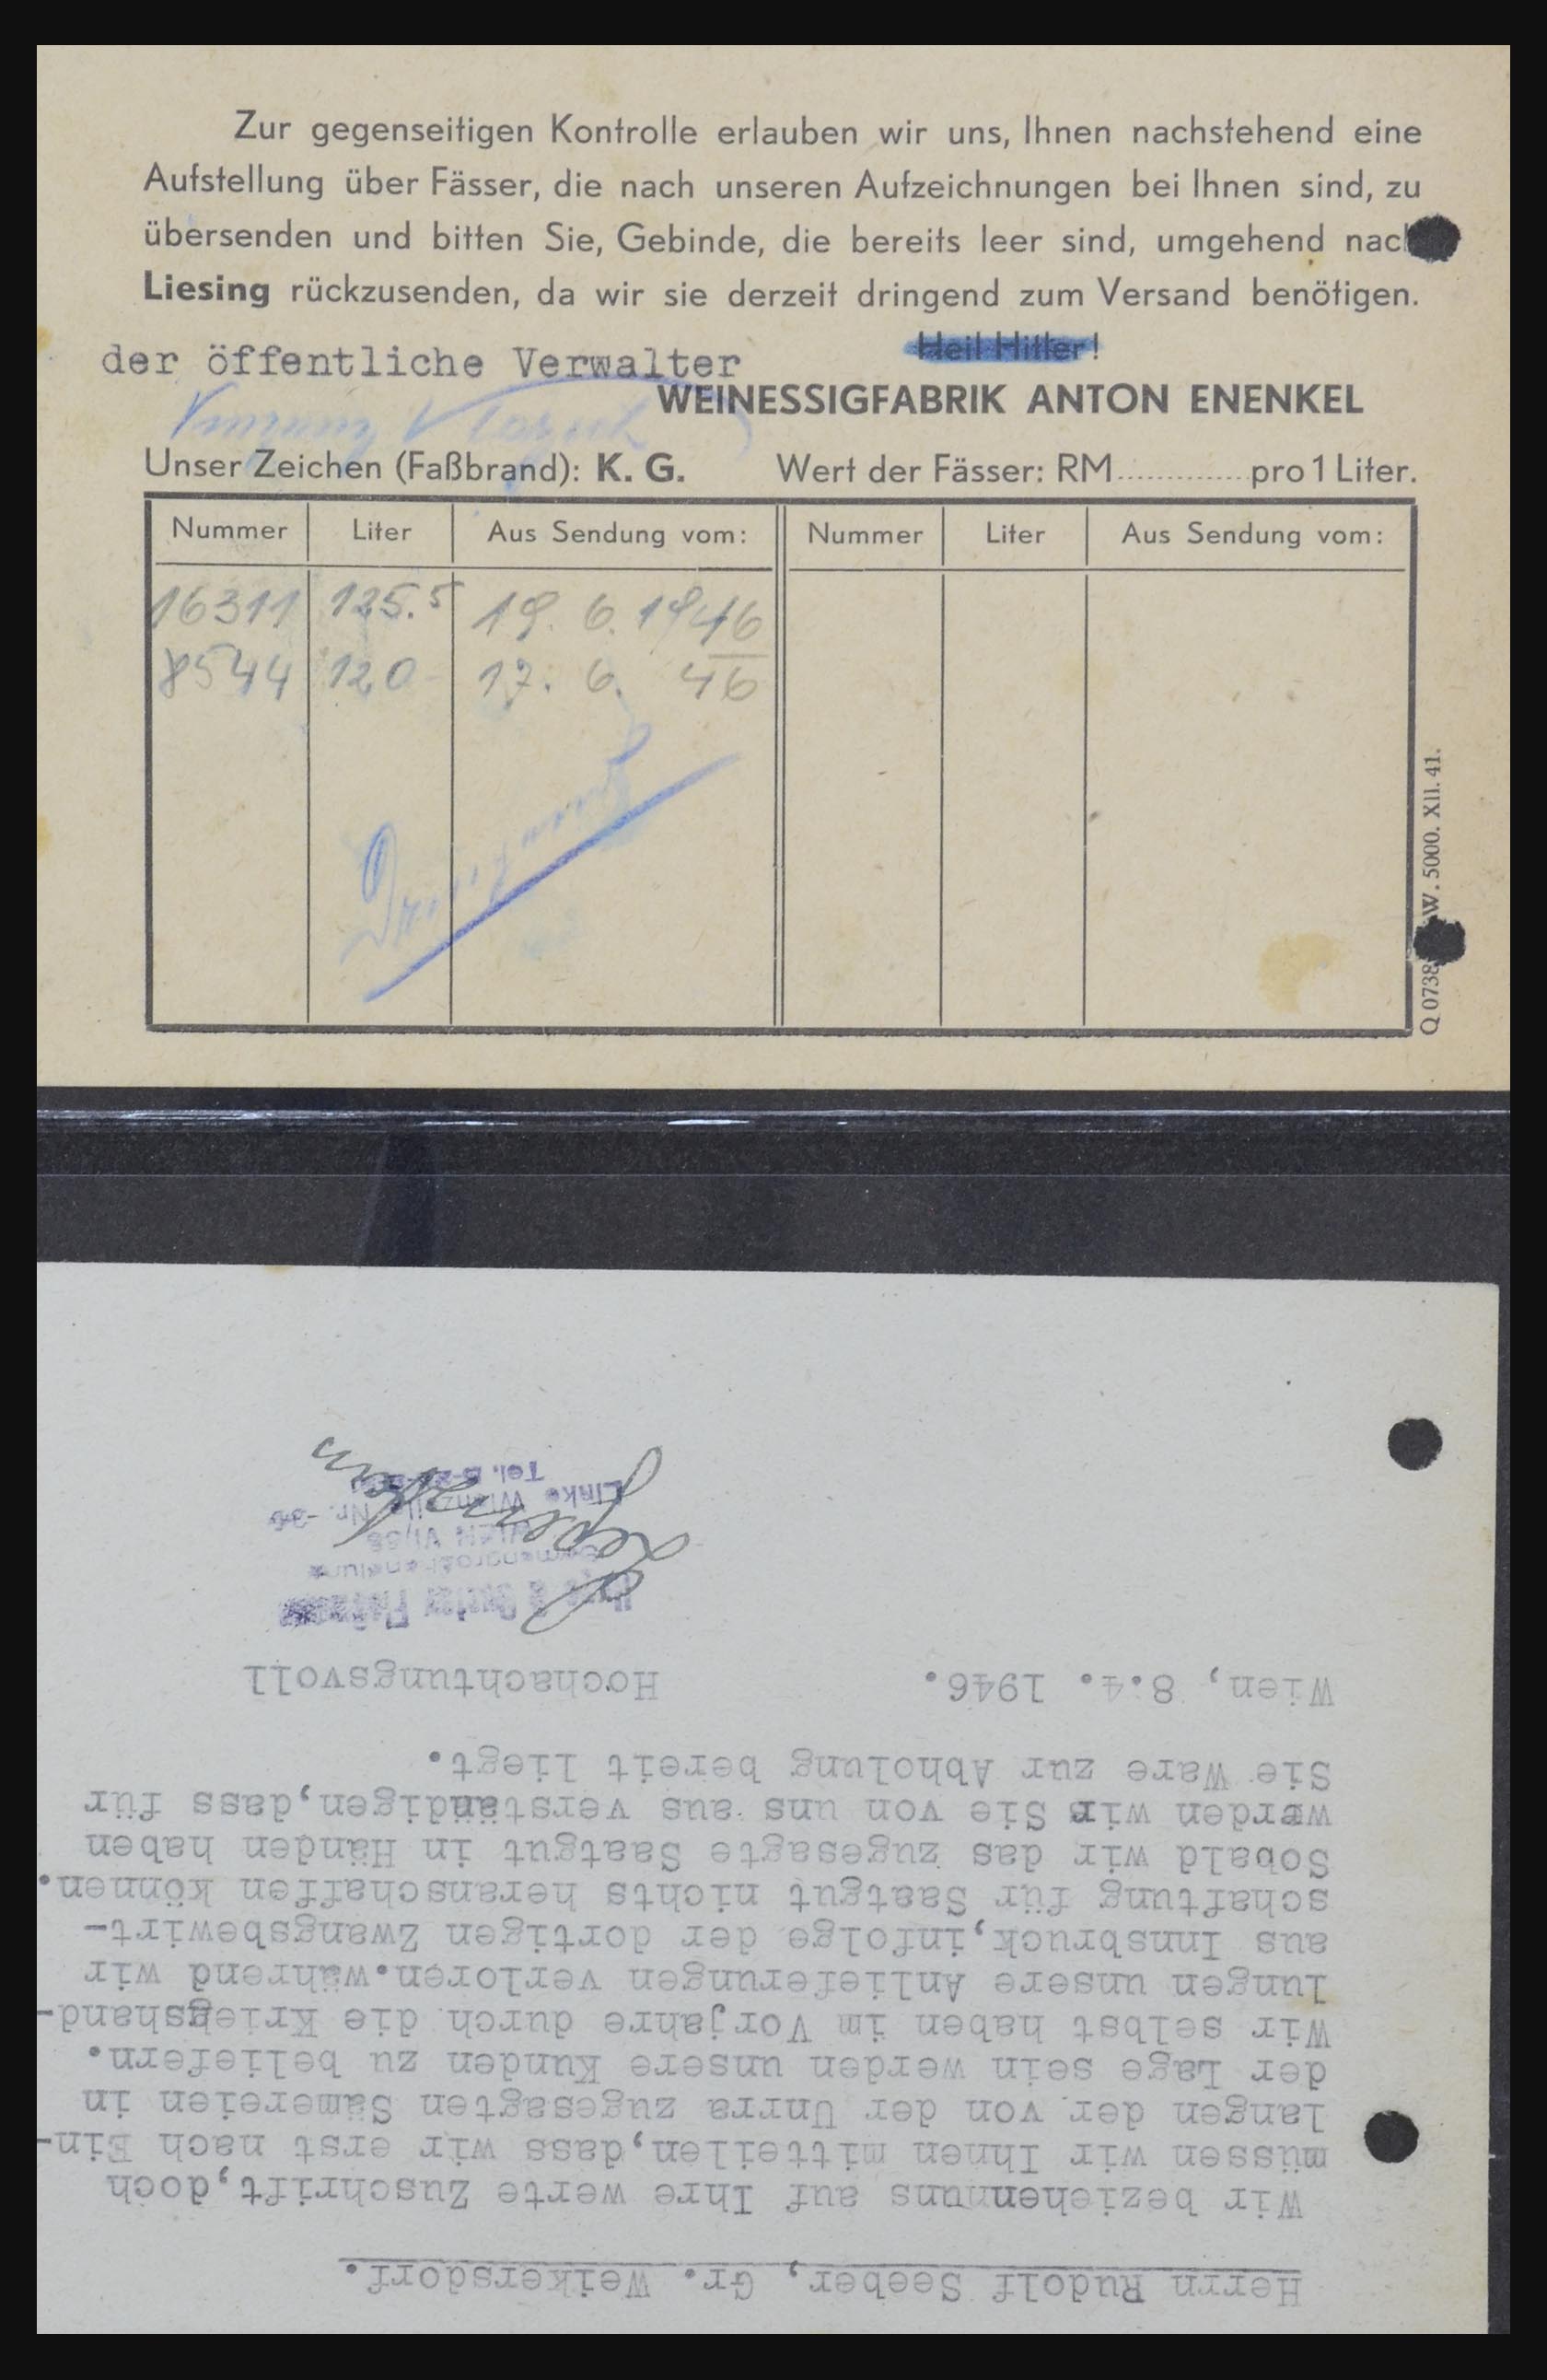 Zur gegenseitigen Kontrolle erlauben wir uns, Ihnen nachstehend eine
Aufstellung über Fässer, die nach unseren Aufzeichnungen bei Ihnen sind, zu
übersenden und bitten Sie, Gebinde, die bereits leer sind, umgehend nach
Liesing rückzusenden, da wir sie derzeit dringend zum Versand benötigen.
Heil Hitler!
der öffentliche Verwalter
WEINESSIGFABRIK ANTON ENENKEL
Unser Zeichen (Faßbrand): K. G. Wert der Fässer: RM.............. pro 1 Liter.
Nummer Liter Aus Sendung vom: Nummer Liter Aus Sendung vom:
16311 125.5 19. 6. 1946
8544 120 17. 6. 46
Dringend
Q 0738 W. 5000. XII. 41.
Herrn Rudolf Seeber, Gr. Weikersdorf.
Wir beziehennuns auf Ihre werte Zuschrift,doch
müssen wir Ihnen mitteilen,dass wir erst nach Ein-
langen der von der Unrra zugesagten Sämereien in
der Lage sein werden unsere Kunden zu beliefern.
Wir selbst haben im Vorjahre durch die Kriegshand-
lungen unsere Anlieferungen verloren.während wir
aus Innsbruck,infolge der dortigen Zwangsbewirt-
schaftung für Saatgut nichts heranschaffen können.
Sobald wir das zugesagte Saatgut in Händen haben
werden wir Sie von uns aus verständigen,dass für
Sie Ware zur Abholung bereit liegt.
Wien, 8.4. 1946. Hochachtungsvoll
Samengroßhandlung
WIEN VI/56
Linke Wienzeile Nr.
Tel.